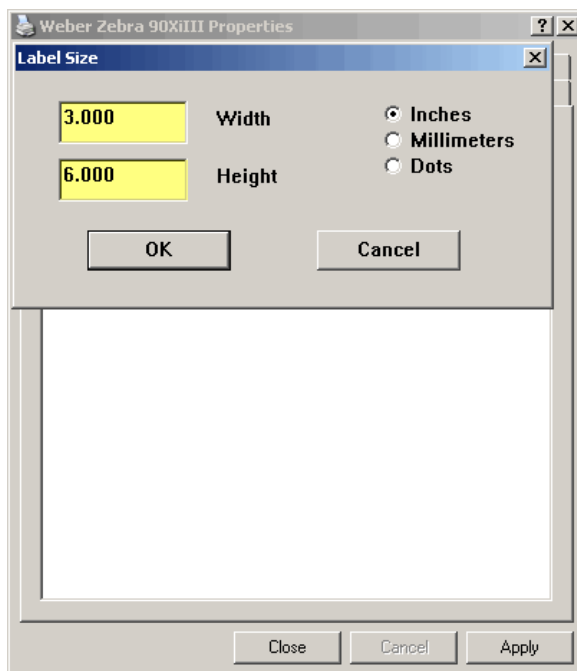 Weber Zebra 90XiIII Properties
Label Size
3.000 Width
Inches
Millimeters
Dots
6.000 Height
OK Cancel
Close Cancel Apply